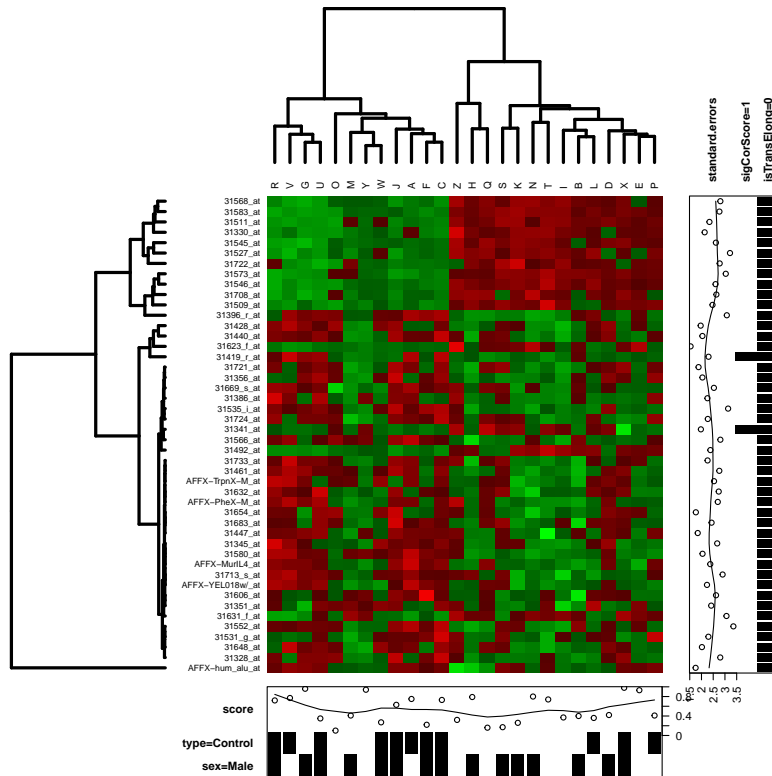 standard.errors
sigCorScore=1
isTransElong=0
R V G U O M Y W J A F C Z H Q S K N T I B L D X E P
31568_at
31583_at
31511_at
31330_at
31545_at
31527_at
31722_at
31573_at
31546_at
31708_at
31509_at
31396_r_at
31428_at
31440_at
31623_f_at
31419_r_at
31721_at
31356_at
31669_s_at
31386_at
31535_i_at
31724_at
31341_at
31566_at
31492_at
31733_at
31461_at
AFFX-TrpnX-M_at
31632_at
AFFX-PheX-M_at
31654_at
31683_at
31447_at
31345_at
31580_at
AFFX-MurIL4_at
31713_s_at
AFFX-YEL018w/_at
31606_at
31351_at
31631_f_at
31552_at
31531_g_at
31648_at
31328_at
AFFX-hum_alu_at
1.5 2 2.5 3 3.5
score
0.8
0.4
0
type=Control
sex=Male